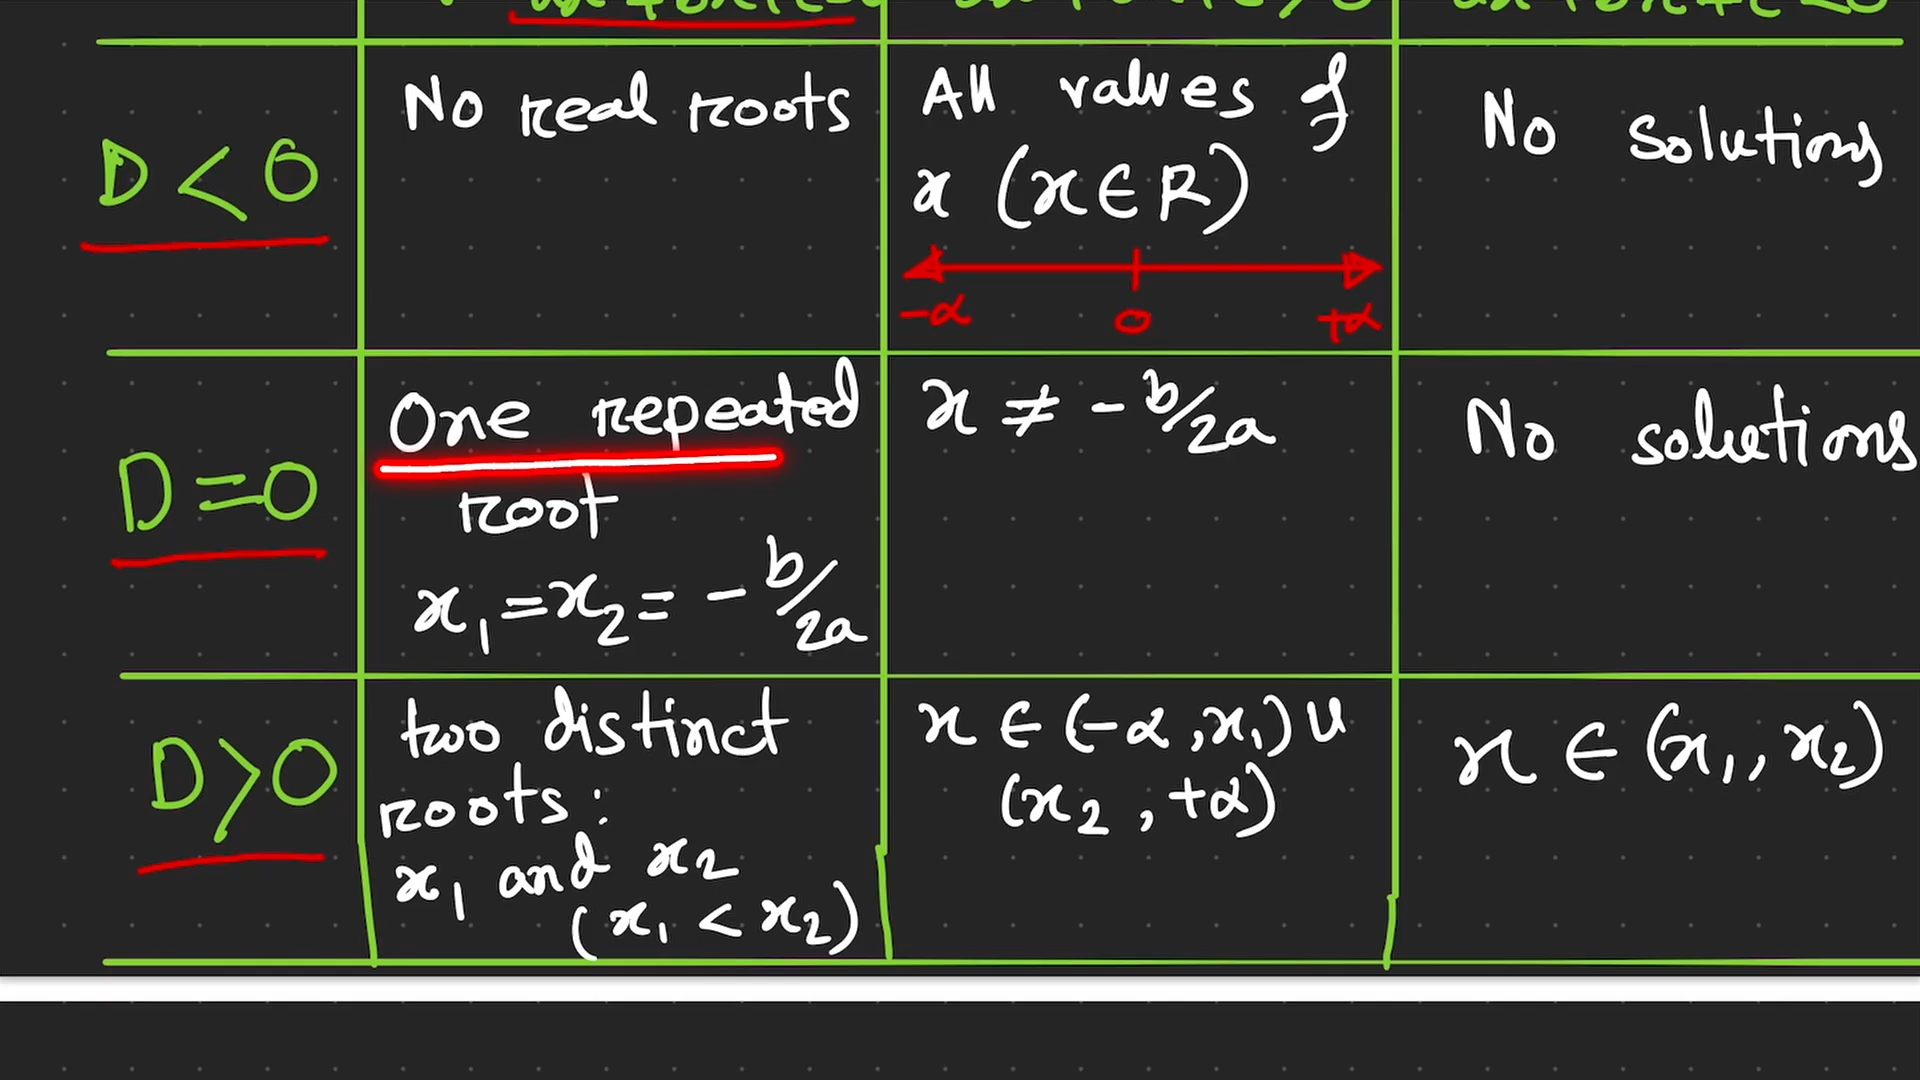 No real roots
All values of
x (x ∈ R)
No solutions
D < 0
-α 0 +α
One repeated
root
x₁ = x₂ = - b/2a
x ≠ - b/2a
No solutions
D = 0
two distinct
roots:
x₁ and x₂
(x₁ < x₂)
x ∈ (-α, x₁) ∪
(x₂, +α)
x ∈ (x₁, x₂)
D > 0